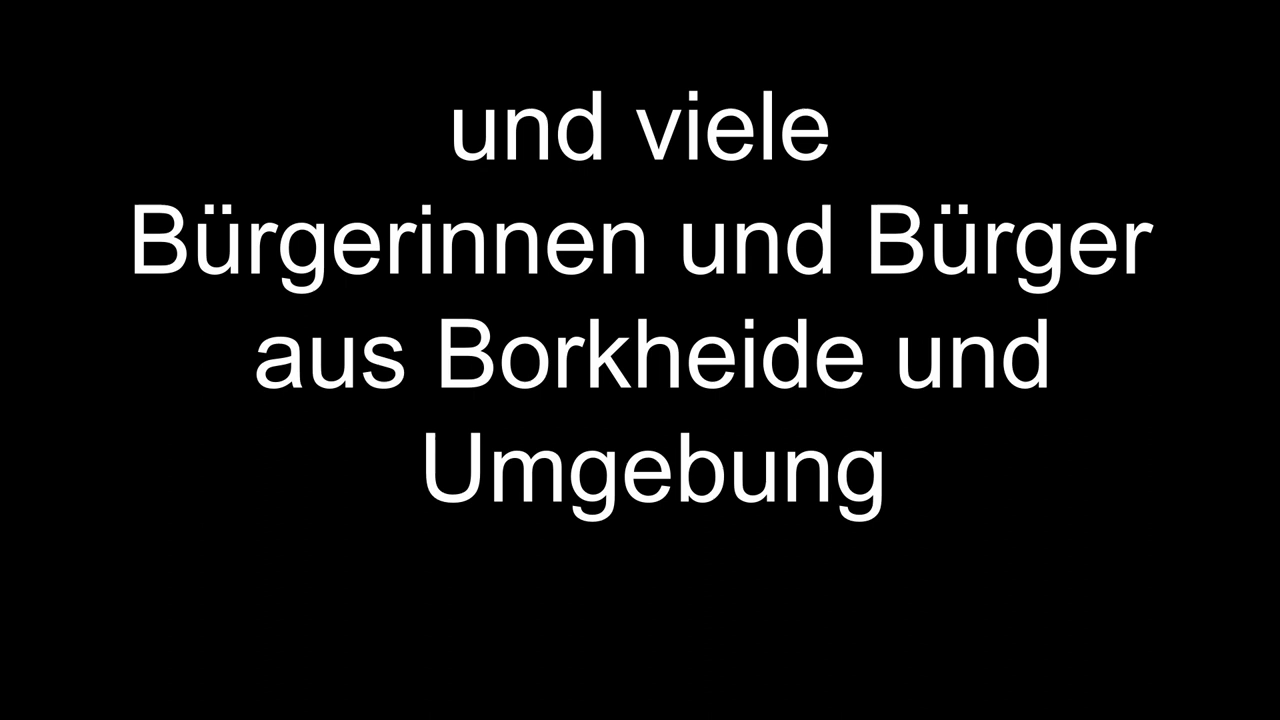 und viele
Bürgerinnen und Bürger
aus Borkheide und
Umgebung